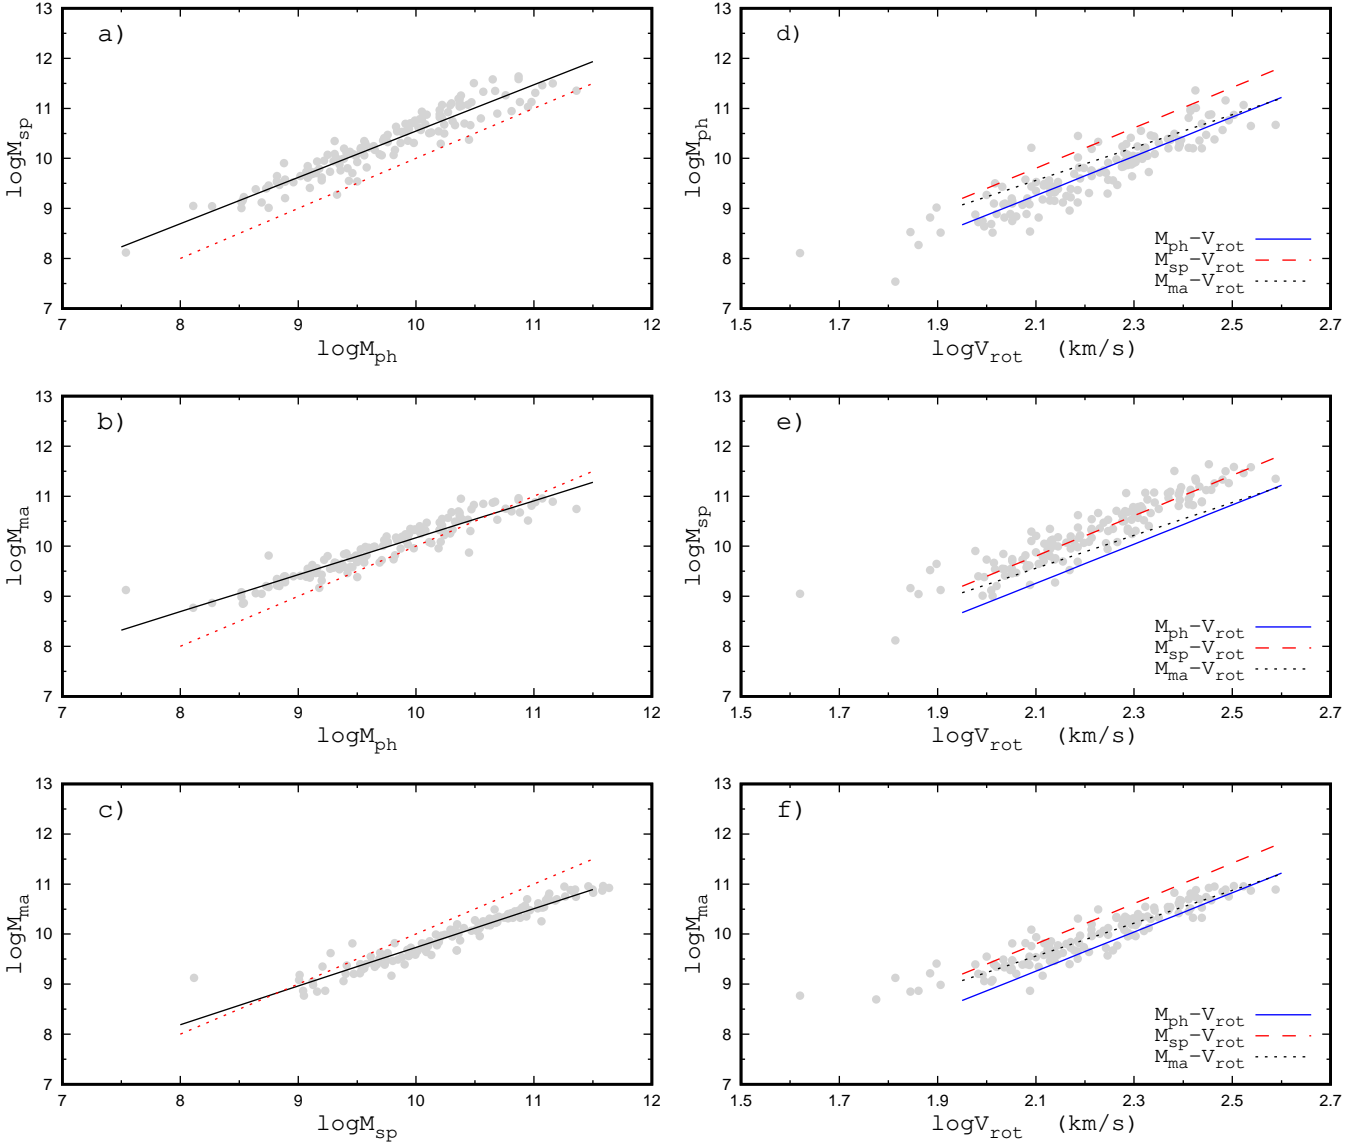 a)
13
12
11
10
9
8
7
logM_sp
7 8 9 10 11 12
logM_ph
d)
13
12
11
10
9
8
7
logM_ph
M_ph−V_rot
M_sp−V_rot
M_ma−V_rot
1.5 1.7 1.9 2.1 2.3 2.5 2.7
logV_rot (km/s)
b)
13
12
11
10
9
8
7
logM_ma
7 8 9 10 11 12
logM_ph
e)
13
12
11
10
9
8
7
logM_sp
M_ph−V_rot
M_sp−V_rot
M_ma−V_rot
1.5 1.7 1.9 2.1 2.3 2.5 2.7
logV_rot (km/s)
c)
13
12
11
10
9
8
7
logM_ma
7 8 9 10 11 12
logM_sp
f)
13
12
11
10
9
8
7
logM_ma
M_ph−V_rot
M_sp−V_rot
M_ma−V_rot
1.5 1.7 1.9 2.1 2.3 2.5 2.7
logV_rot (km/s)